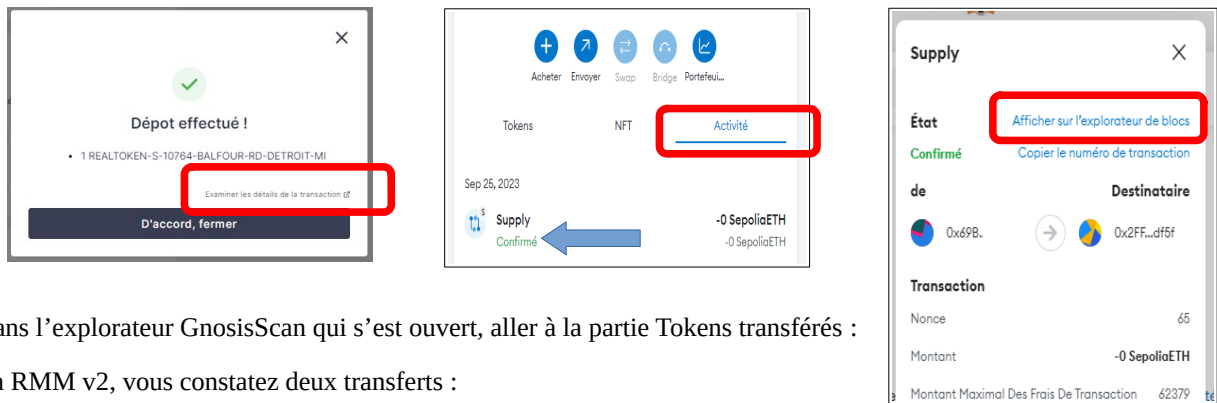 Dépot effectué !
1 REALTOKEN-S-10764-BALFOUR-RD-DETROIT-MI
Examiner les détails de la transaction
D'accord, fermer
Acheter Envoyer Swap Bridge Portefeui...
Tokens NFT Activité
Sep 25, 2023
S
Supply -0 SepoliaETH
Confirmé -0 SepoliaETH
Supply
État Afficher sur l'explorateur de blocs
Confirmé Copier le numéro de transaction
de Destinataire
0x69B.. 0x2FF...df5f
Transaction
Nonce 65
Montant -0 SepoliaETH
Montant Maximal Des Frais De Transaction 62379
ans l’explorateur GnosisScan qui s’est ouvert, aller à la partie Tokens transférés :
RMM v2, vous constatez deux transferts :